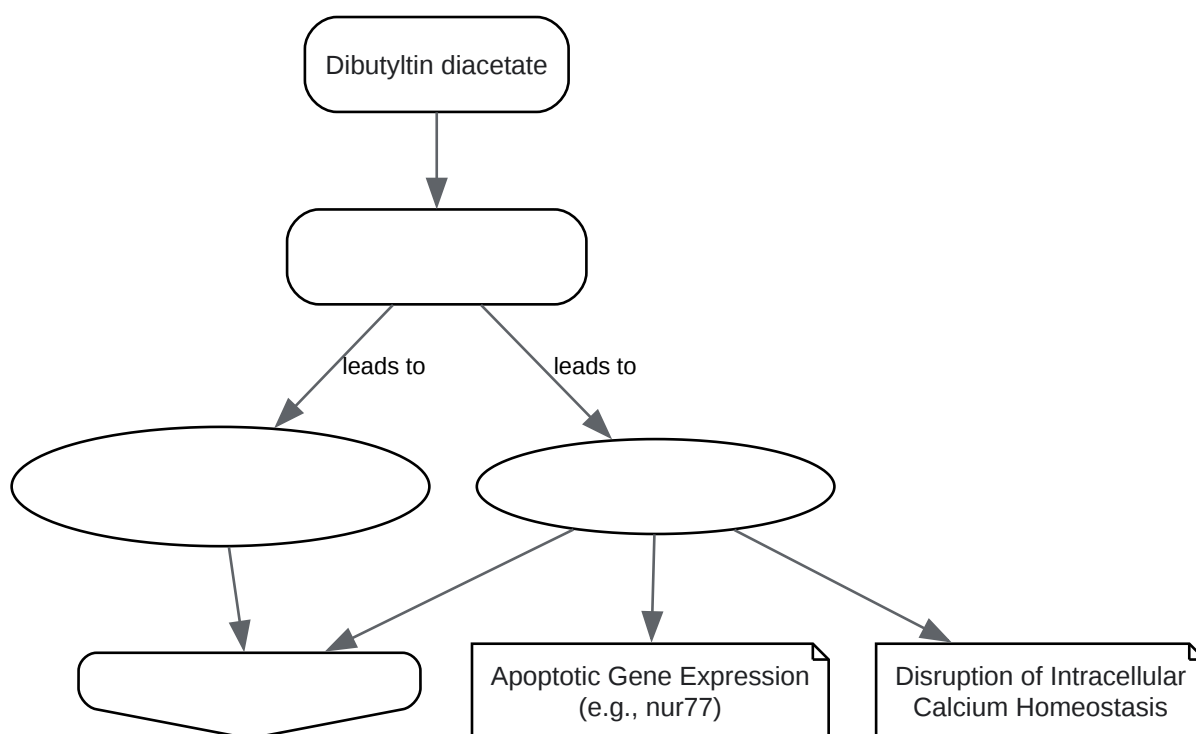 Dibutyltin diacetate
leads to
leads to
Apoptotic Gene Expression
(e.g., nur77)
Disruption of Intracellular
Calcium Homeostasis